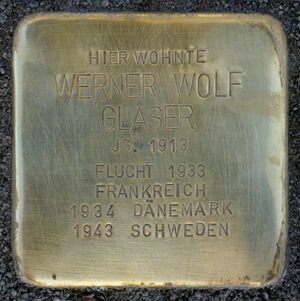 HIER WOHNTE
WERNER WOLF
GLASER
JG. 1913
FLUCHT 1933
FRANKREICH
1934 DÄNEMARK
1943 SCHWEDEN